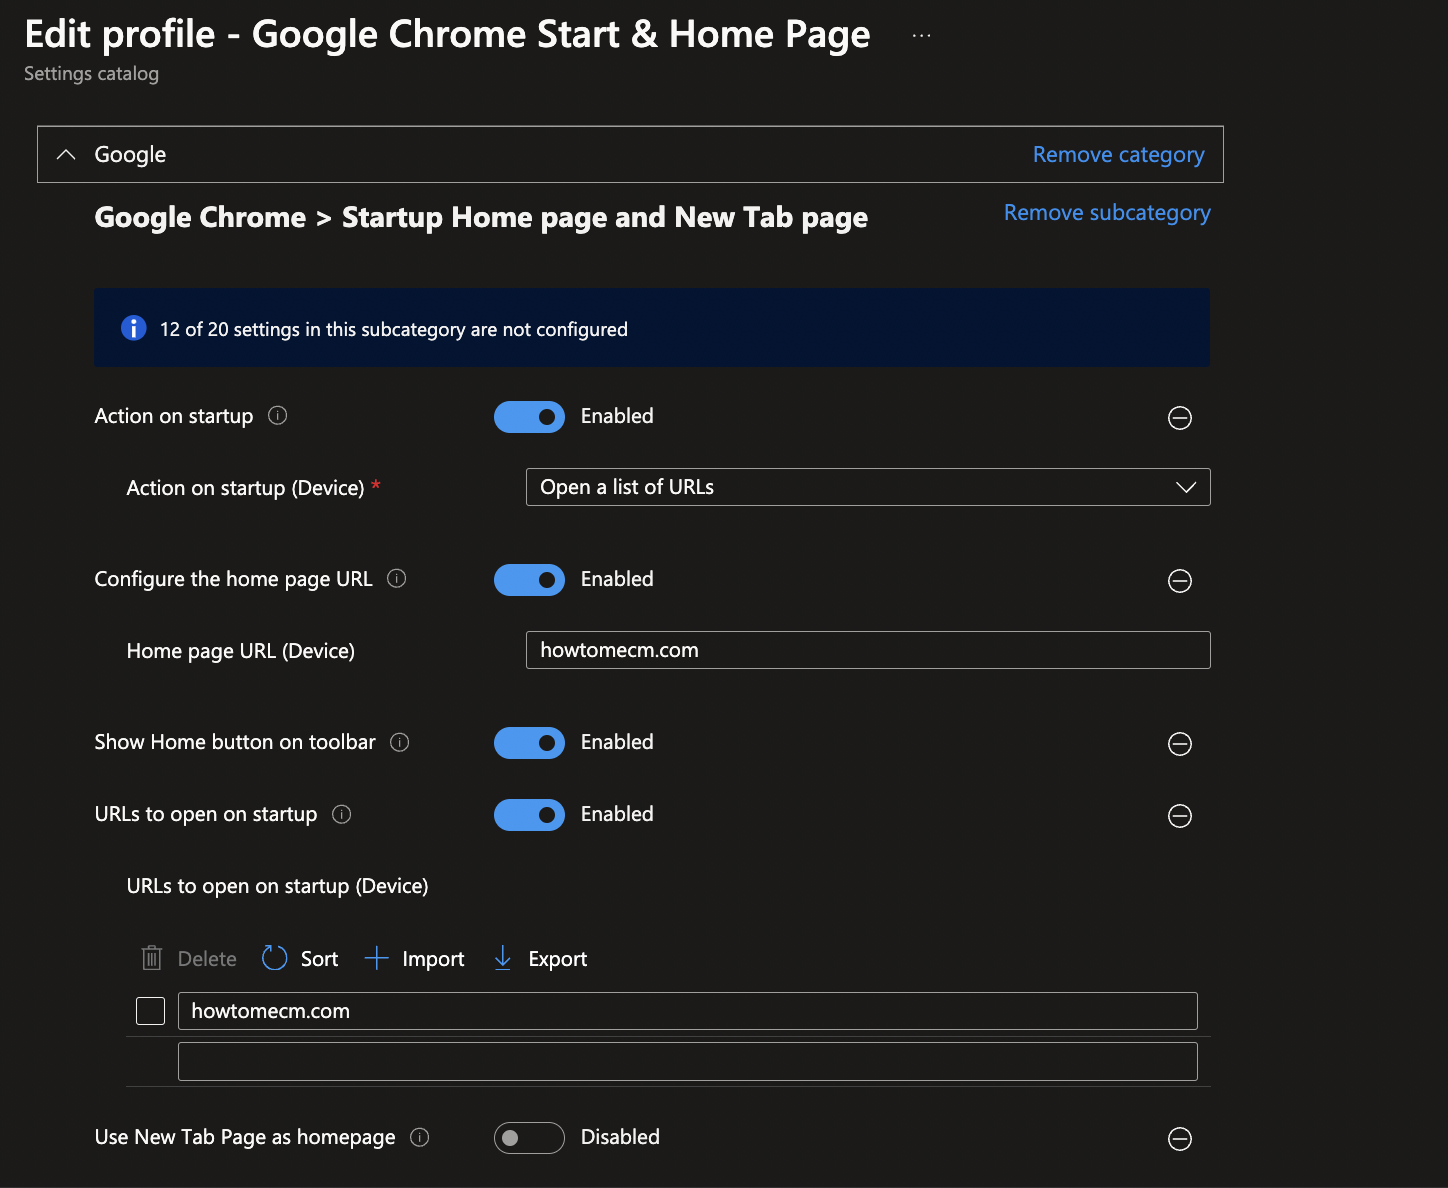 Edit profile - Google Chrome Start & Home Page ...
Settings catalog
Google Remove category
Google Chrome > Startup Home page and New Tab page Remove subcategory
12 of 20 settings in this subcategory are not configured
Action on startup Enabled
Action on startup (Device) * Open a list of URLs
Configure the home page URL Enabled
Home page URL (Device) howtomecm.com
Show Home button on toolbar Enabled
URLs to open on startup Enabled
URLs to open on startup (Device)
Delete Sort Import Export
howtomecm.com
Use New Tab Page as homepage Disabled